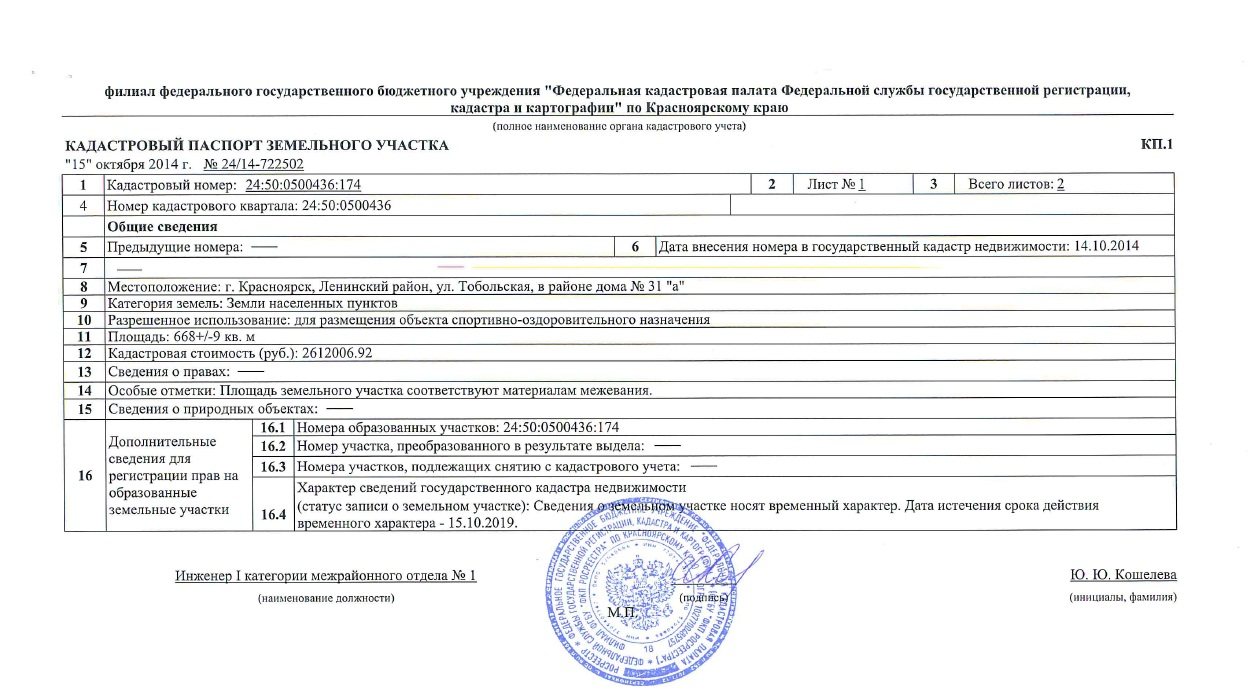 филиал федерального государственного бюджетного учреждения "Федеральная кадастровая палата Федеральной службы государственной регистрации,
кадастра и картографии" по Красноярскому краю
(полное наименование органа кадастрового учета)
КАДАСТРОВЫЙ ПАСПОРТ ЗЕМЕЛЬНОГО УЧАСТКА КП.1
"15" октября 2014 г. № 24/14-722502
1 Кадастровый номер: 24:50:0500436:174 2 Лист № 1 3 Всего листов: 2
4 Номер кадастрового квартала: 24:50:0500436
Общие сведения
5 Предыдущие номера: —— 6 Дата внесения номера в государственный кадастр недвижимости: 14.10.2014
7 ——
8 Местоположение: г. Красноярск, Ленинский район, ул. Тобольская, в районе дома № 31 "а"
9 Категория земель: Земли населенных пунктов
10 Разрешенное использование: для размещения объекта спортивно-оздоровительного назначения
11 Площадь: 668+/-9 кв. м
12 Кадастровая стоимость (руб.): 2612006.92
13 Сведения о правах: ——
14 Особые отметки: Площадь земельного участка соответствуют материалам межевания.
15 Сведения о природных объектах: ——
16 Дополнительные
сведения для
регистрации прав на
образованные
земельные участки
16.1 Номера образованных участков: 24:50:0500436:174
16.2 Номер участка, преобразованного в результате выдела: ——
16.3 Номера участков, подлежащих снятию с кадастрового учета: ——
16.4 Характер сведений государственного кадастра недвижимости
(статус записи о земельном участке): Сведения о земельном участке носят временный характер. Дата истечения срока действия
временного характера - 15.10.2019.
Инженер I категории межрайонного отдела № 1 Ю. Ю. Кошелева
(наименование должности) (подпись) (инициалы, фамилия)
М.П.
18